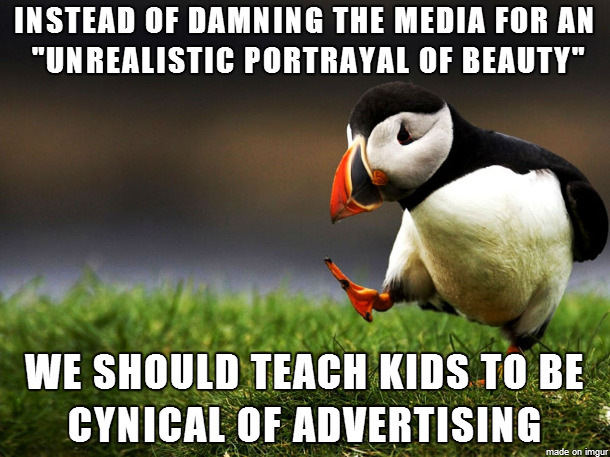 INSTEAD OF DAMNING THE MEDIA FOR AN
"UNREALISTIC PORTRAYAL OF BEAUTY"
WE SHOULD TEACH KIDS TO BE
CYNICAL OF ADVERTISING
made on imgur